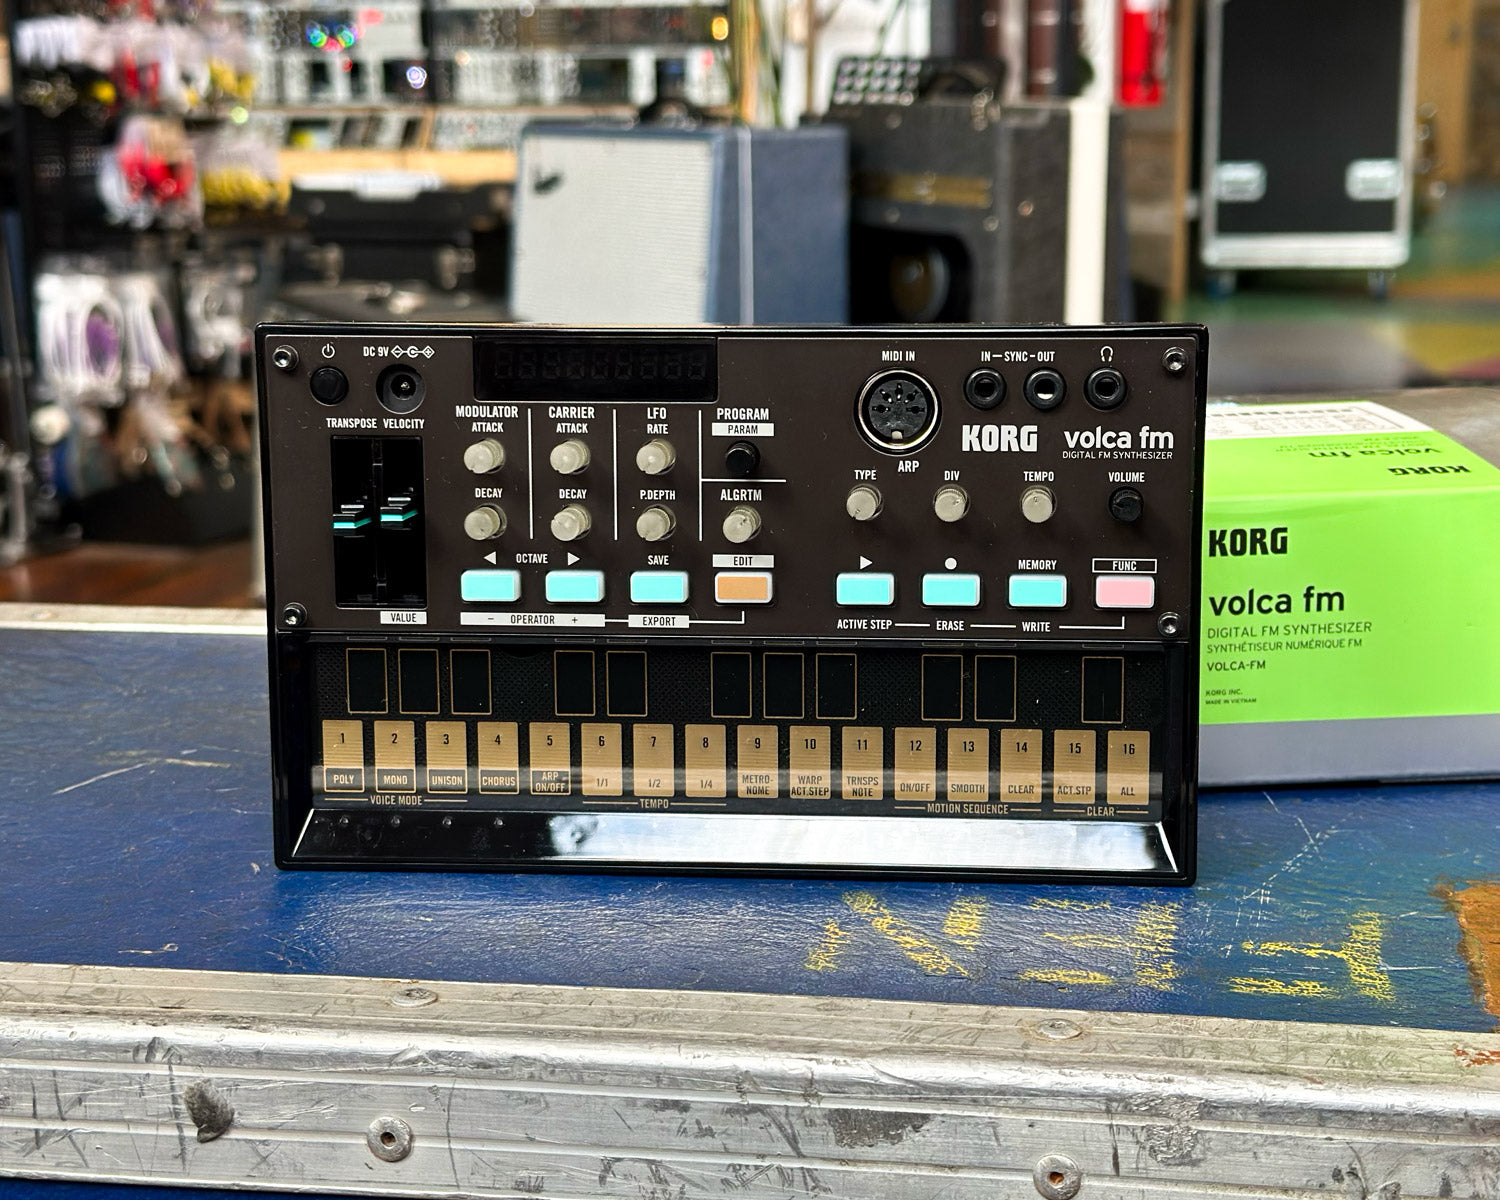 DC 9V
MIDI IN
IN – SYNC – OUT
TRANSPOSE VELOCITY
MODULATOR
ATTACK
CARRIER
ATTACK
LFO
RATE
PROGRAM
PARAM
KORG
volca fm
DIGITAL FM SYNTHESIZER
ARP
TYPE
DIV
TEMPO
VOLUME
DECAY
DECAY
P.DEPTH
ALGRTM
OCTAVE
SAVE
EDIT
MEMORY
FUNC
VALUE
– OPERATOR +
EXPORT
ACTIVE STEP
ERASE
WRITE
1 2 3 4 5 6 7 8 9 10 11 12 13 14 15 16
POLY
MONO
UNISON
CHORUS
ARP
ON/OFF
1/1
1/2
1/4
METRO-
NOME
WARP
ACT.STEP
TRNSPS
NOTE
ON/OFF
SMOOTH
CLEAR
ACT.STP
ALL
VOICE MODE
TEMPO
MOTION SEQUENCE
CLEAR
volca fm
KORG
KORG
volca fm
DIGITAL FM SYNTHESIZER
SYNTHÉTISEUR NUMÉRIQUE FM
VOLCA-FM
KORG INC.
MADE IN VIETNAM